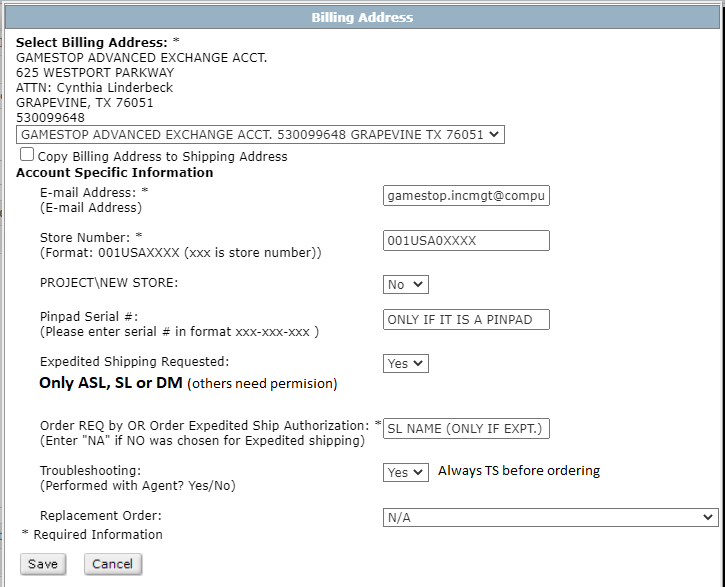 Billing Address
Select Billing Address: *
GAMESTOP ADVANCED EXCHANGE ACCT.
625 WESTPORT PARKWAY
ATTN: Cynthia Linderbeck
GRAPEVINE, TX 76051
530099648
GAMESTOP ADVANCED EXCHANGE ACCT. 530099648 GRAPEVINE TX 76051
Copy Billing Address to Shipping Address
Account Specific Information
E-mail Address: * gamestop.incmgt@compu
(E-mail Address)
Store Number: * 001USA0XXXX
(Format: 001USAXXXX (xxx is store number))
PROJECT\NEW STORE: No
Pinpad Serial #: ONLY IF IT IS A PINPAD
(Please enter serial # in format xxx-xxx-xxx )
Expedited Shipping Requested: Yes
Only ASL, SL or DM (others need permision)
Order REQ by OR Order Expedited Ship Authorization: * SL NAME (ONLY IF EXPT.)
(Enter "NA" if NO was chosen for Expedited shipping)
Troubleshooting: Yes Always TS before ordering
(Performed with Agent? Yes/No)
Replacement Order: N/A
* Required Information
Save Cancel